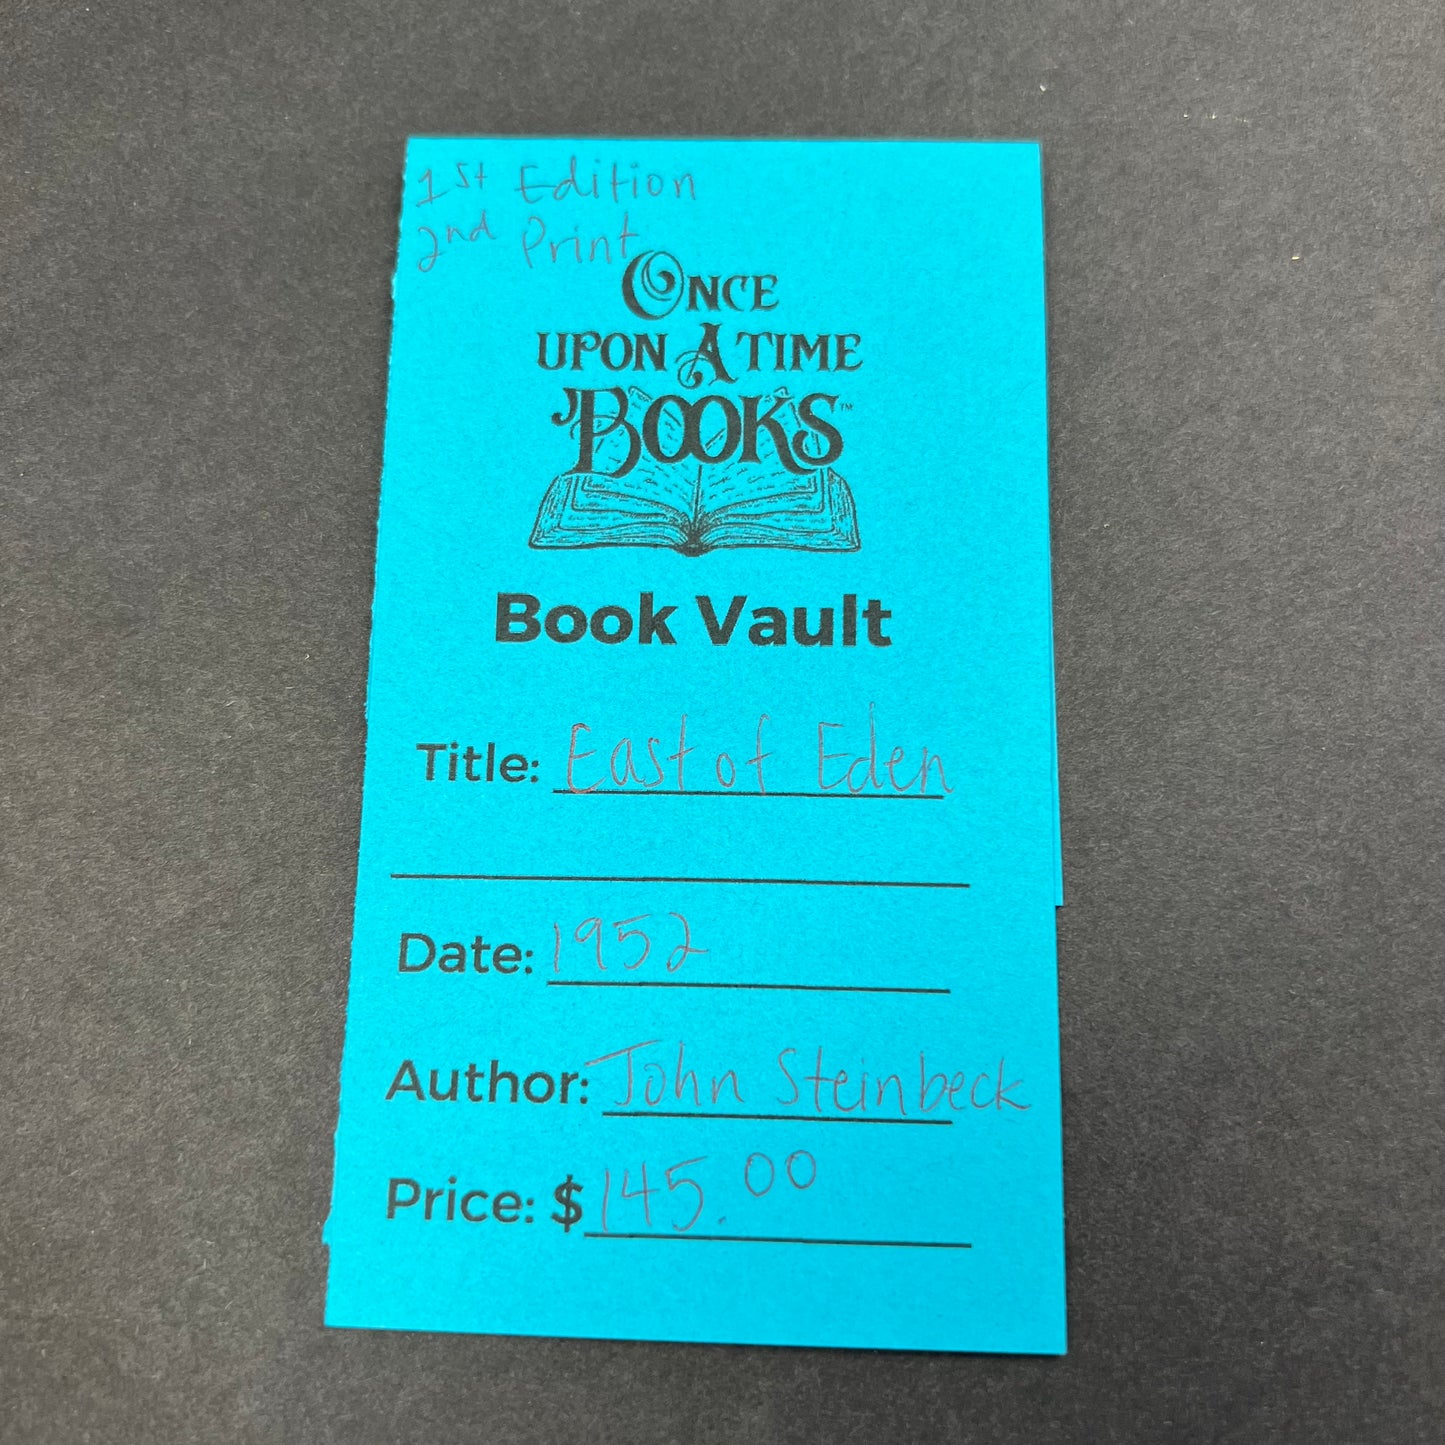 1st Edition
2nd Print
ONCE
UPON A TIME
BOOKS™
Book Vault
Title: East of Eden
Date: 1952
Author: John Steinbeck
Price: $145.00